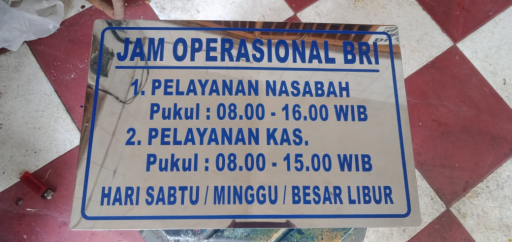 JAM OPERASIONAL BRI
1. PELAYANAN NASABAH
Pukul : 08.00 - 16.00 WIB
2. PELAYANAN KAS.
Pukul : 08.00 - 15.00 WIB
HARI SABTU / MINGGU / BESAR LIBUR